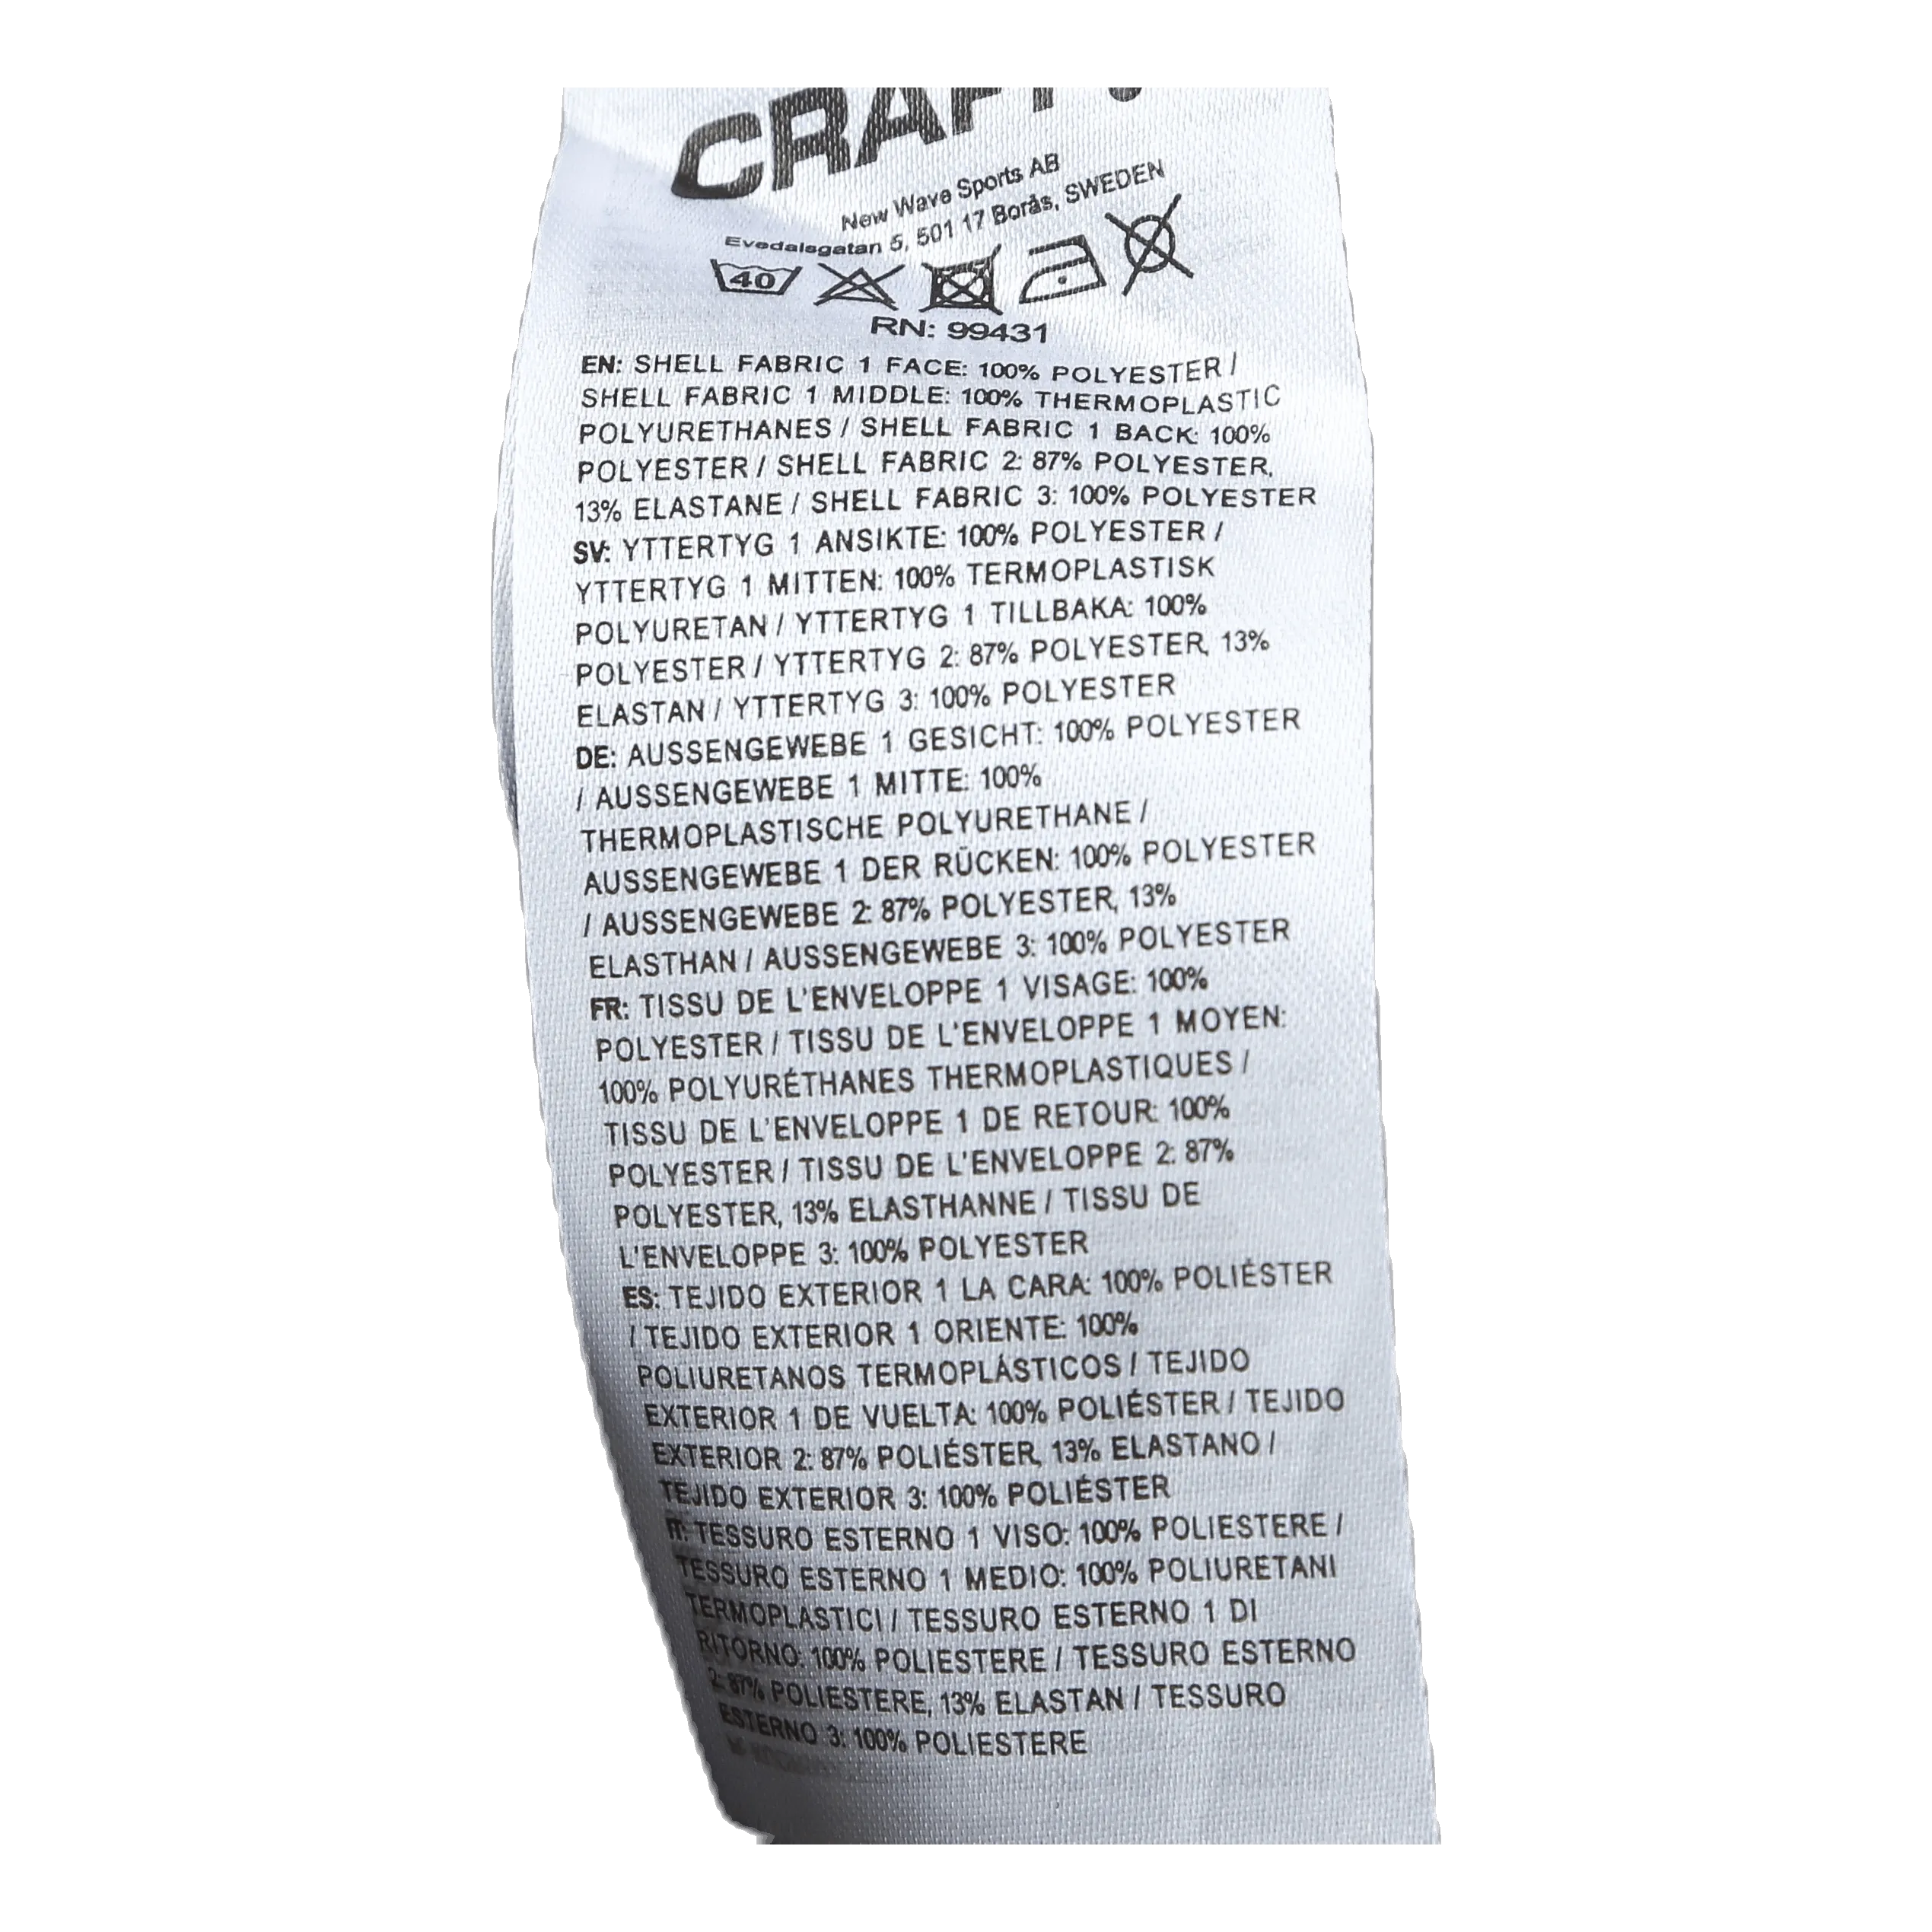 CRAFT
New Wave Sports AB
Evedalsgatan 5, 501 17 Borås, SWEDEN
40
RN: 99431
EN: SHELL FABRIC 1 FACE: 100% POLYESTER /
SHELL FABRIC 1 MIDDLE: 100% THERMOPLASTIC
POLYURETHANES / SHELL FABRIC 1 BACK: 100%
POLYESTER / SHELL FABRIC 2: 87% POLYESTER,
13% ELASTANE / SHELL FABRIC 3: 100% POLYESTER
SV: YTTERTYG 1 ANSIKTE: 100% POLYESTER /
YTTERTYG 1 MITTEN: 100% TERMOPLASTISK
POLYURETAN / YTTERTYG 1 TILLBAKA: 100%
POLYESTER / YTTERTYG 2: 87% POLYESTER, 13%
ELASTAN / YTTERTYG 3: 100% POLYESTER
DE: AUSSENGEWEBE 1 GESICHT: 100% POLYESTER
/ AUSSENGEWEBE 1 MITTE: 100%
THERMOPLASTISCHE POLYURETHANE /
AUSSENGEWEBE 1 DER RÜCKEN: 100% POLYESTER
/ AUSSENGEWEBE 2: 87% POLYESTER, 13%
ELASTHAN / AUSSENGEWEBE 3: 100% POLYESTER
FR: TISSU DE L'ENVELOPPE 1 VISAGE: 100%
POLYESTER / TISSU DE L'ENVELOPPE 1 MOYEN:
100% POLYURÉTHANES THERMOPLASTIQUES /
TISSU DE L'ENVELOPPE 1 DE RETOUR: 100%
POLYESTER / TISSU DE L'ENVELOPPE 2: 87%
POLYESTER, 13% ELASTHANNE / TISSU DE
L'ENVELOPPE 3: 100% POLYESTER
ES: TEJIDO EXTERIOR 1 LA CARA: 100% POLIÉSTER
/ TEJIDO EXTERIOR 1 ORIENTE: 100%
POLIURETANOS TERMOPLÁSTICOS / TEJIDO
EXTERIOR 1 DE VUELTA: 100% POLIÉSTER / TEJIDO
EXTERIOR 2: 87% POLIÉSTER, 13% ELASTANO /
TEJIDO EXTERIOR 3: 100% POLIÉSTER
IT: TESSURO ESTERNO 1 VISO: 100% POLIESTERE /
TESSURO ESTERNO 1 MEDIO: 100% POLIURETANI
TERMOPLASTICI / TESSURO ESTERNO 1 DI
RITORNO: 100% POLIESTERE / TESSURO ESTERNO
2: 87% POLIESTERE, 13% ELASTAN / TESSURO
ESTERNO 3: 100% POLIESTERE